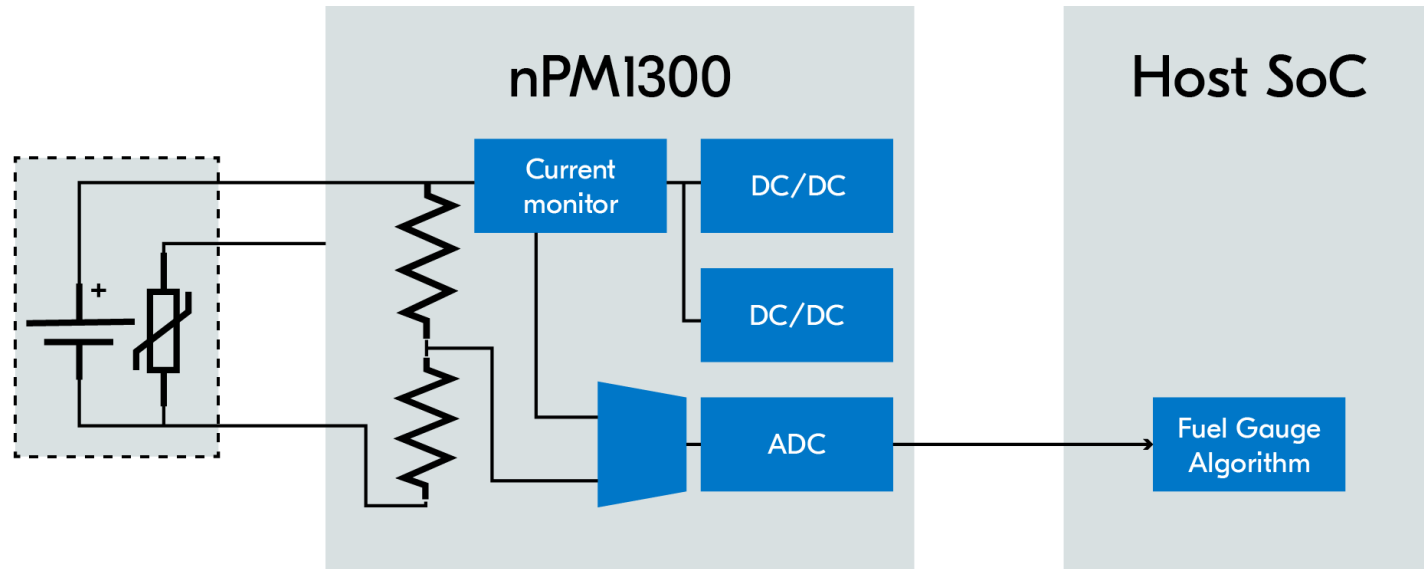 nPM1300
Host SoC
Current
monitor
DC/DC
+
DC/DC
ADC
Fuel Gauge
Algorithm